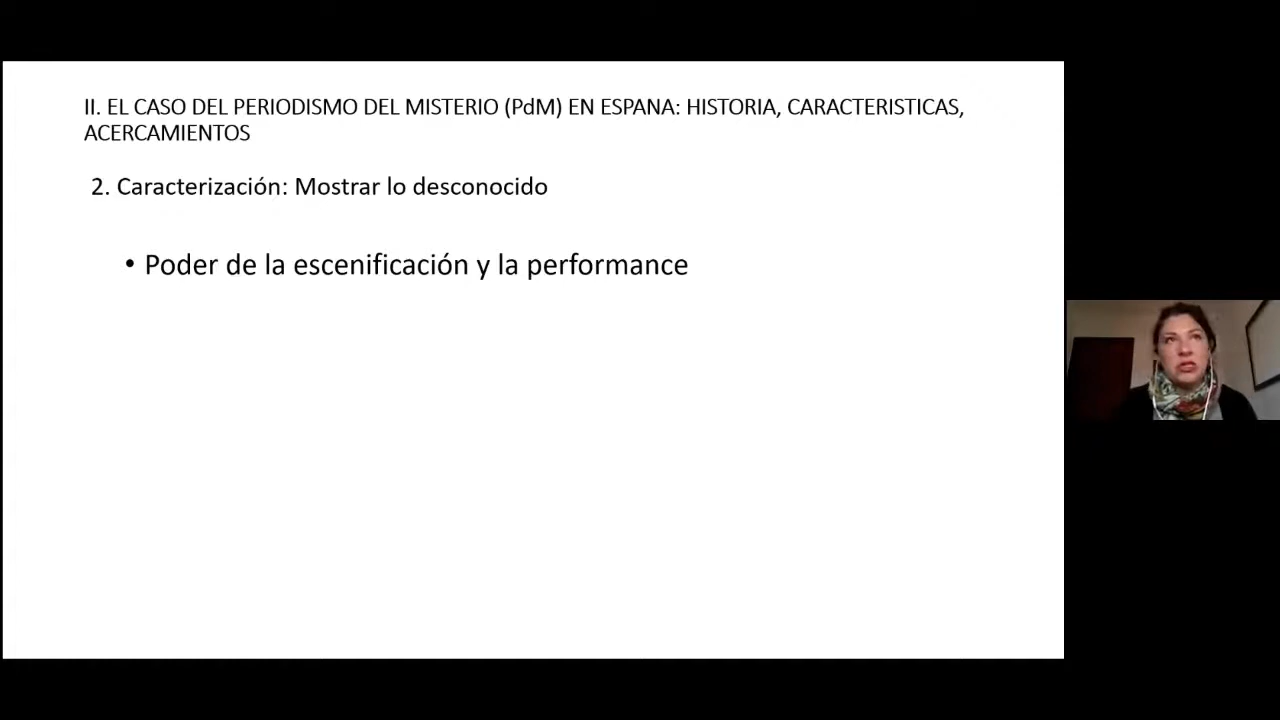 II. EL CASO DEL PERIODISMO DEL MISTERIO (PdM) EN ESPANA: HISTORIA, CARACTERISTICAS,
ACERCAMIENTOS
2. Caracterización: Mostrar lo desconocido
• Poder de la escenificación y la performance